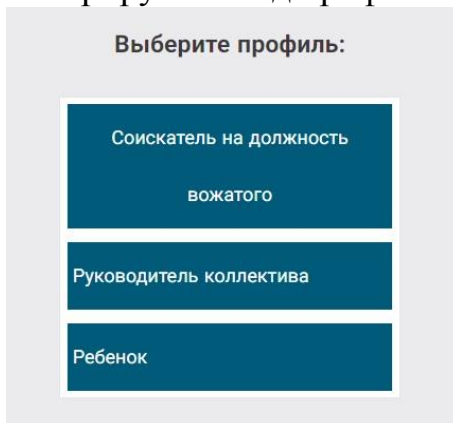 Выберите профиль:
Соискатель на должность
вожатого
Руководитель коллектива
Ребенок